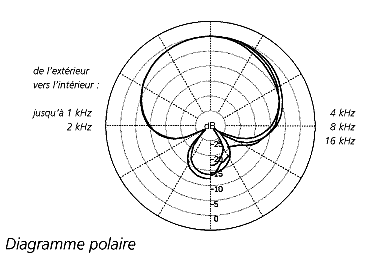 de l'extérieur
vers l'intérieur :
jusqu'à 1 kHz
2 kHz
4 kHz
8 kHz
16 kHz
dB
-25
-20
-15
-10
-5
0
Diagramme polaire